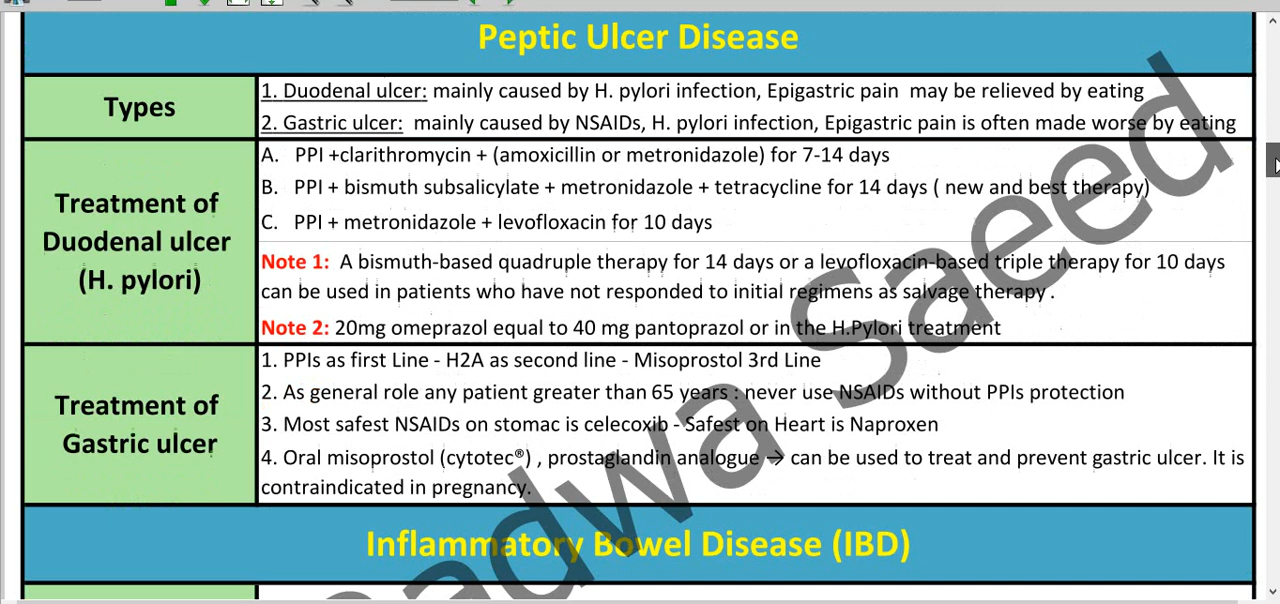 Peptic Ulcer Disease
Types
1. Duodenal ulcer: mainly caused by H. pylori infection, Epigastric pain may be relieved by eating
2. Gastric ulcer: mainly caused by NSAIDs, H. pylori infection, Epigastric pain is often made worse by eating
Treatment of
Duodenal ulcer
(H. pylori)
A. PPI +clarithromycin + (amoxicillin or metronidazole) for 7-14 days
B. PPI + bismuth subsalicylate + metronidazole + tetracycline for 14 days ( new and best therapy)
C. PPI + metronidazole + levofloxacin for 10 days
Note 1: A bismuth-based quadruple therapy for 14 days or a levofloxacin-based triple therapy for 10 days
can be used in patients who have not responded to initial regimens as salvage therapy .
Note 2: 20mg omeprazol equal to 40 mg pantoprazol or in the H.Pylori treatment
Treatment of
Gastric ulcer
1. PPIs as first Line - H2A as second line - Misoprostol 3rd Line
2. As general role any patient greater than 65 years : never use NSAIDs without PPIs protection
3. Most safest NSAIDs on stomac is celecoxib - Safest on Heart is Naproxen
4. Oral misoprostol (cytotec®) , prostaglandin analogue → can be used to treat and prevent gastric ulcer. It is
contraindicated in pregnancy.
Inflammatory Bowel Disease (IBD)
adwa Saeed